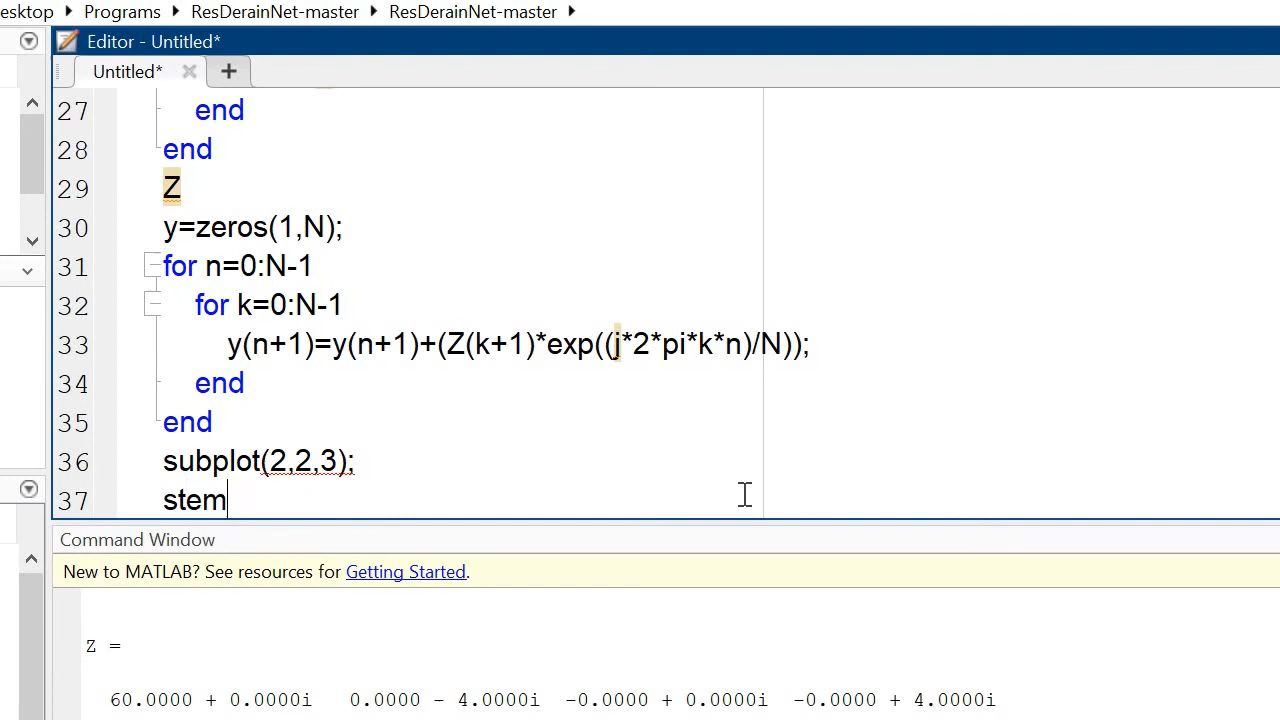 esktop Programs ResDerainNet-master ResDerainNet-master
Editor - Untitled*
Untitled* +
27 end
28 end
29 Z
30 y=zeros(1,N);
31 for n=0:N-1
32 for k=0:N-1
33 y(n+1)=y(n+1)+(Z(k+1)*exp((j*2*pi*k*n)/N));
34 end
35 end
36 subplot(2,2,3);
37 stem
Command Window
New to MATLAB? See resources for Getting Started.
Z =
60.0000 + 0.0000i 0.0000 - 4.0000i -0.0000 + 0.0000i -0.0000 + 4.0000i